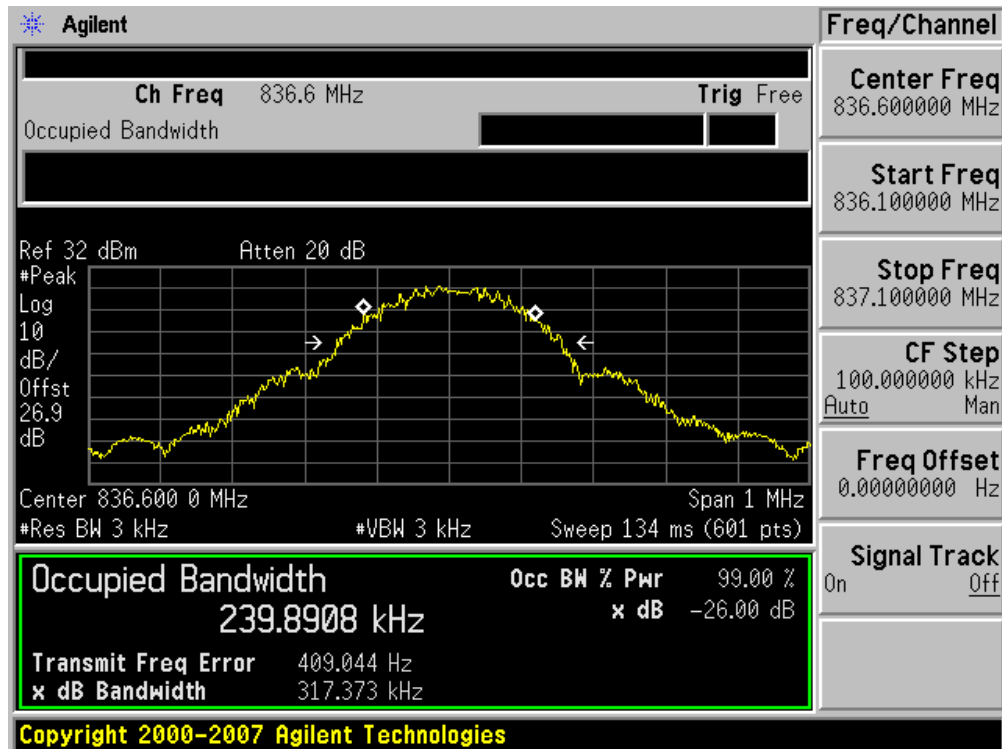 Agilent
Freq/Channel
Ch Freq 836.6 MHz Trig Free
Occupied Bandwidth
Center Freq
836.600000 MHz
Start Freq
836.100000 MHz
Stop Freq
837.100000 MHz
CF Step
100.000000 kHz
Auto Man
Freq Offset
0.00000000 Hz
Signal Track
On Off
Ref 32 dBm Atten 20 dB
#Peak
Log
10
dB/
Offst
26.9
dB
Center 836.600 0 MHz Span 1 MHz
#Res BW 3 kHz #VBW 3 kHz Sweep 134 ms (601 pts)
Occupied Bandwidth
239.8908 kHz
Occ BW % Pwr 99.00 %
x dB -26.00 dB
Transmit Freq Error 409.044 Hz
x dB Bandwidth 317.373 kHz
Copyright 2000-2007 Agilent Technologies